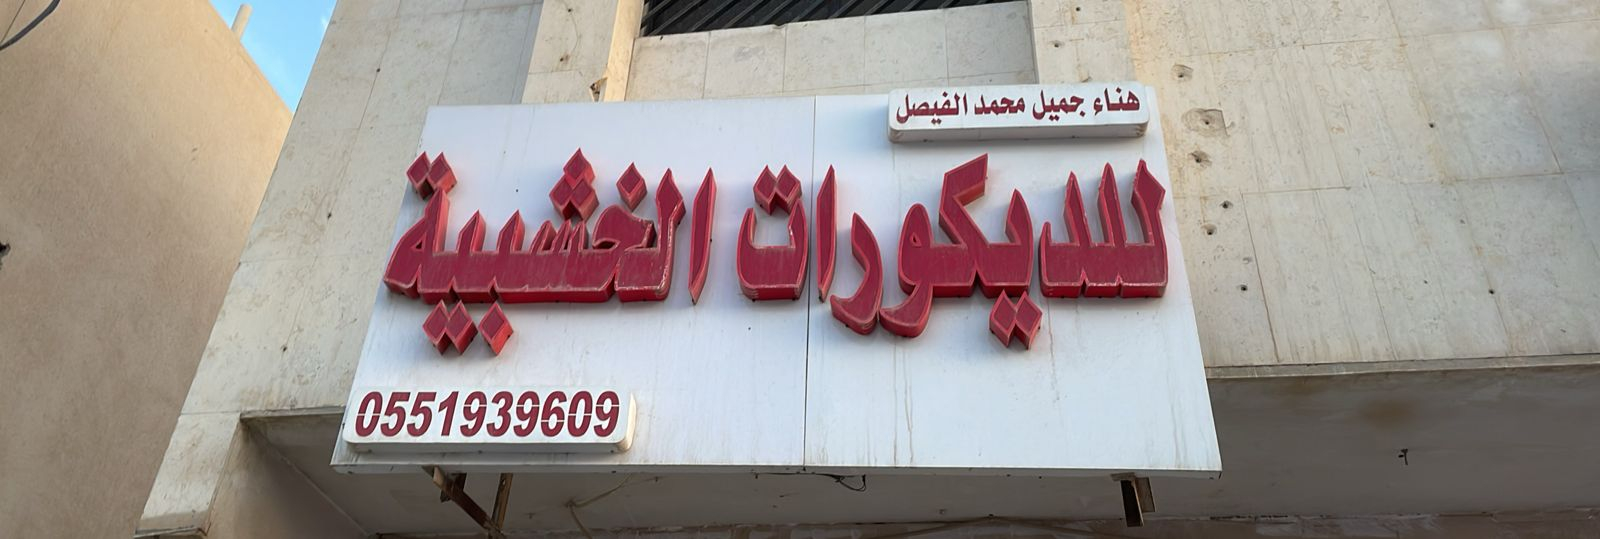 هناء جميل محمد الفيصل
للديكورات الخشبية
0551939609